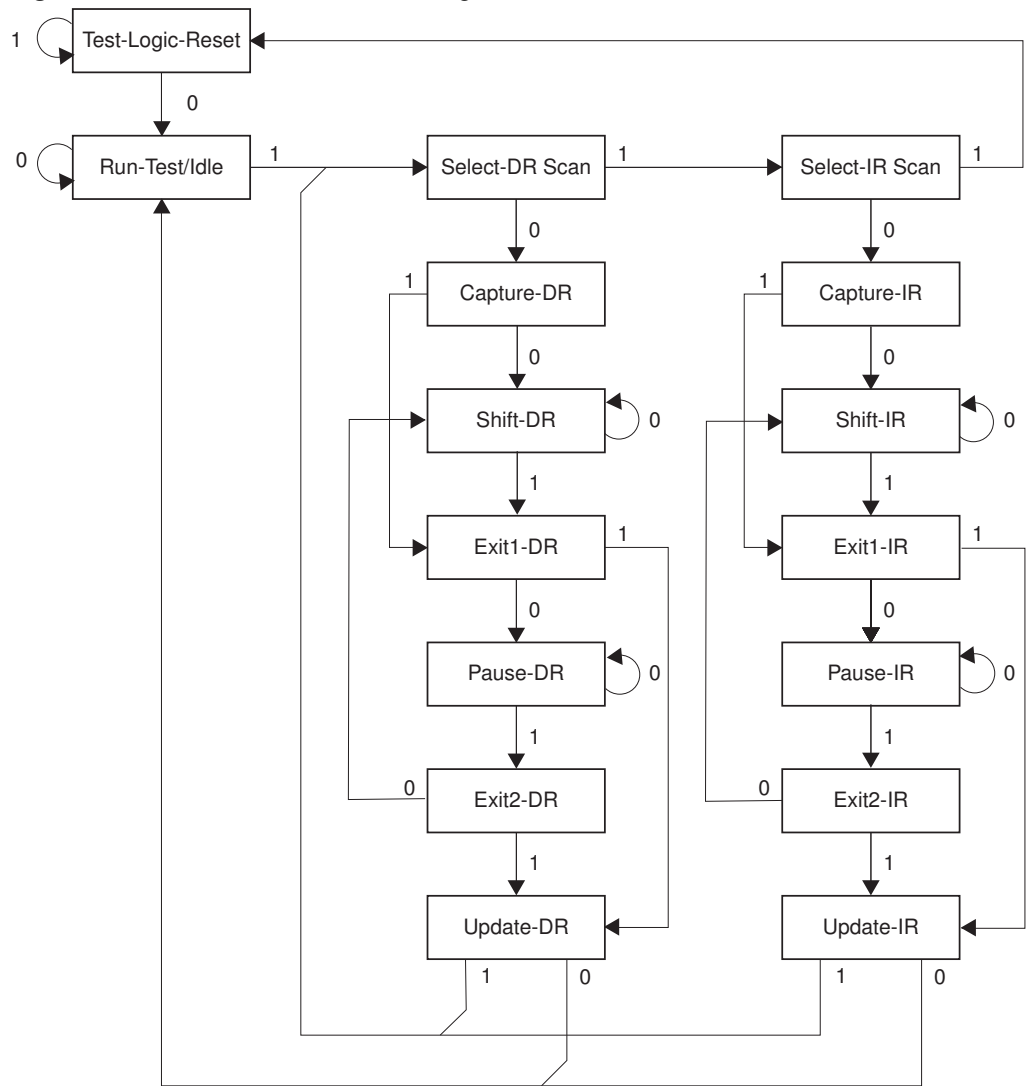 1
Test-Logic-Reset
0
0
Run-Test/Idle
1
Select-DR Scan
1
Select-IR Scan
1
0
0
1
Capture-DR
1
Capture-IR
0
0
Shift-DR
0
Shift-IR
0
1
1
Exit1-DR
1
Exit1-IR
1
0
0
Pause-DR
0
Pause-IR
0
1
1
0
Exit2-DR
0
Exit2-IR
1
1
Update-DR
Update-IR
1
0
1
0